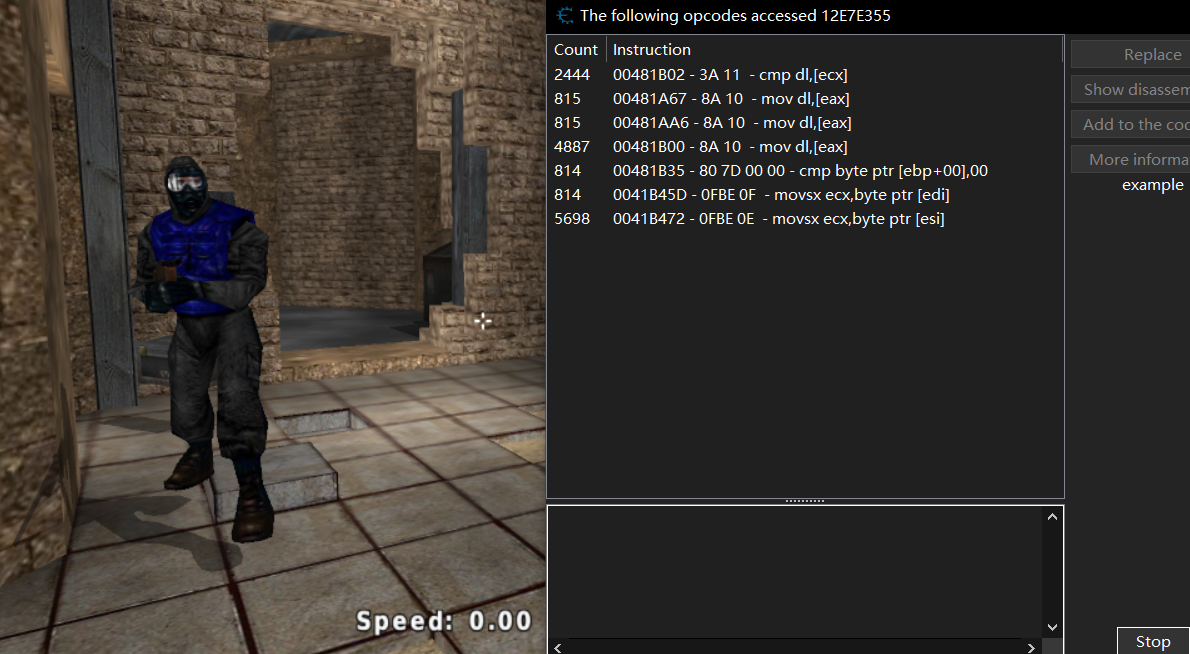 The following opcodes accessed 12E7E355
Count Instruction
2444 00481B02 - 3A 11 - cmp dl,[ecx]
815 00481A67 - 8A 10 - mov dl,[eax]
815 00481AA6 - 8A 10 - mov dl,[eax]
4887 00481B00 - 8A 10 - mov dl,[eax]
814 00481B35 - 80 7D 00 00 - cmp byte ptr [ebp+00],00
814 0041B45D - 0FBE 0F - movsx ecx,byte ptr [edi]
5698 0041B472 - 0FBE 0E - movsx ecx,byte ptr [esi]
Replace
Show disassem
Add to the cod
More informa
example
Speed: 0.00
Stop